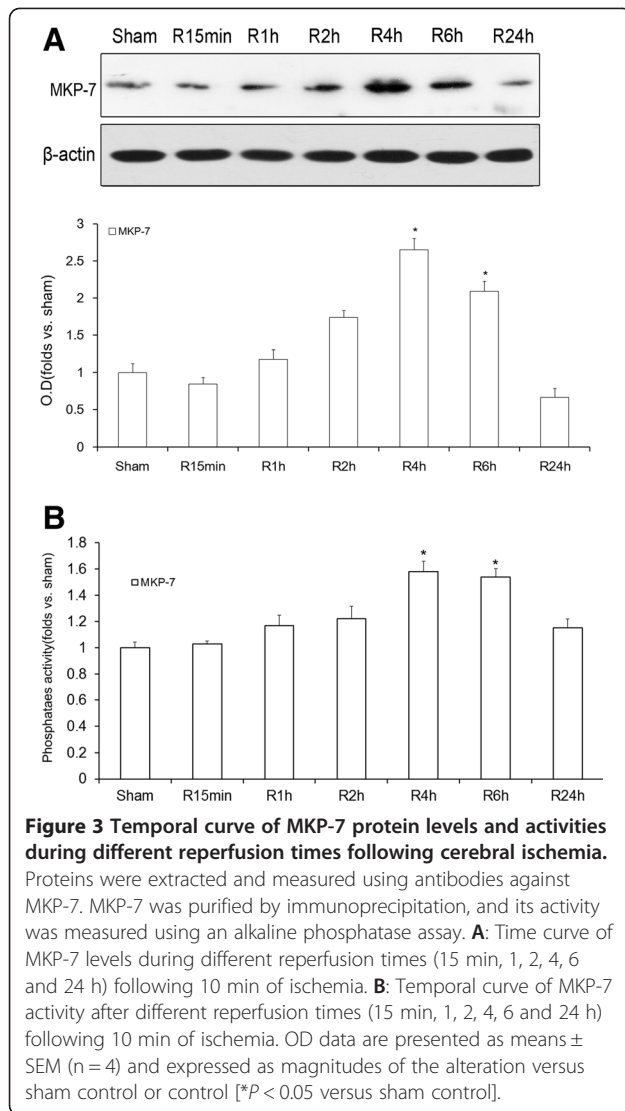 A
Sham R15min R1h R2h R4h R6h R24h
MKP-7
β-actin
O.D(folds vs. sham)
3
2.5
2
1.5
1
0.5
0
MKP-7
*
*
Sham R15min R1h R2h R4h R6h R24h
B
Phosphataes activity(folds vs. sham)
1.8
1.6
1.4
1.2
1
0.8
0.6
0.4
0.2
0
MKP-7
*
*
Sham R15min R1h R2h R4h R6h R24h
Figure 3 Temporal curve of MKP-7 protein levels and activities
during different reperfusion times following cerebral ischemia.
Proteins were extracted and measured using antibodies against
MKP-7. MKP-7 was purified by immunoprecipitation, and its activity
was measured using an alkaline phosphatase assay. A: Time curve of
MKP-7 levels during different reperfusion times (15 min, 1, 2, 4, 6
and 24 h) following 10 min of ischemia. B: Temporal curve of MKP-7
activity after different reperfusion times (15 min, 1, 2, 4, 6 and 24 h)
following 10 min of ischemia. OD data are presented as means ±
SEM (n = 4) and expressed as magnitudes of the alteration versus
sham control or control [*P < 0.05 versus sham control].